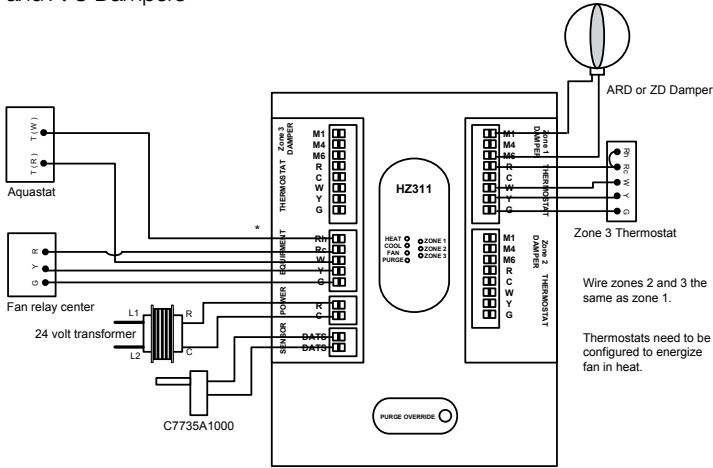 ARD or ZD Damper
Aquastat
T (W)
T (R)
Fan relay center
R
Y
G
24 volt transformer
L1
L2
R
C
C7735A1000
*
Zone 3
DAMPER
THERMOSTAT
M1
M4
M6
R
C
W
Y
G
EQUIPMENT
Rh
Rc
W
Y
G
POWER
R
C
SENSOR
DATS
DATS
HZ311
HEAT
COOL
FAN
PURGE
ZONE 1
ZONE 2
ZONE 3
PURGE OVERRIDE
M1
M4
M6
R
C
W
Y
G
Zone 1
DAMPER
THERMOSTAT
M1
M4
M6
R
C
W
Y
G
Zone 2
DAMPER
THERMOSTAT
Rh
Rc
W
Y
G
Zone 3 Thermostat
Wire zones 2 and 3 the
same as zone 1.
Thermostats need to be
configured to energize
fan in heat.